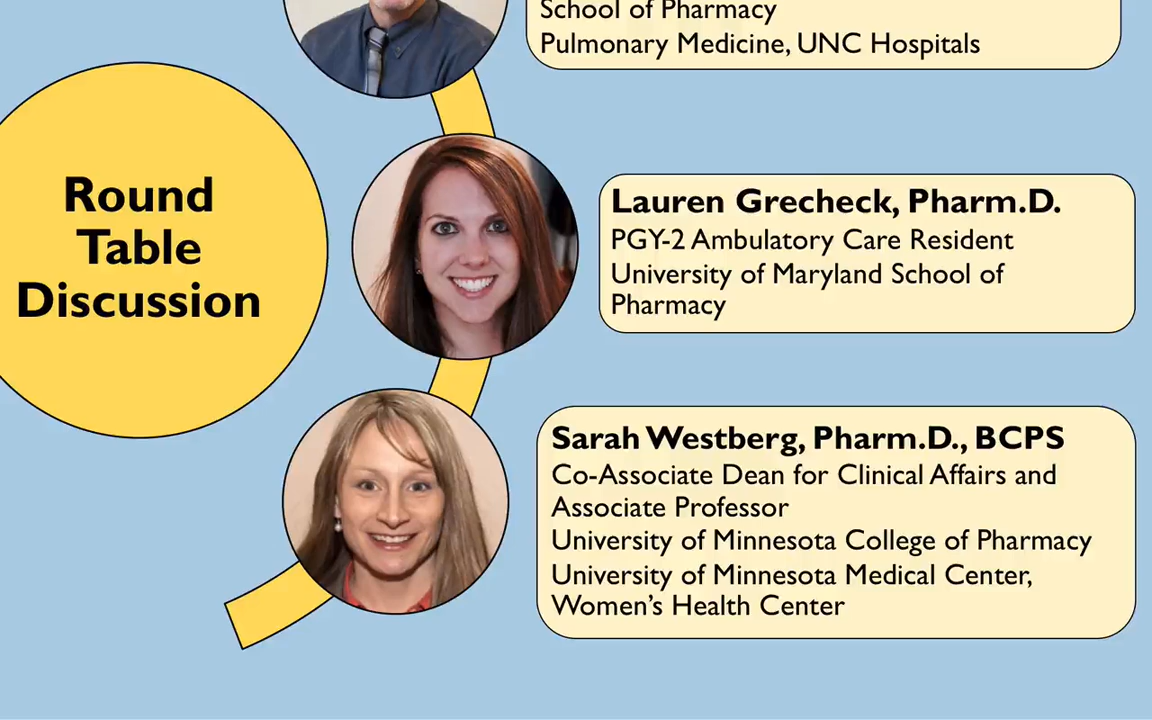 School of Pharmacy
Pulmonary Medicine, UNC Hospitals
Round
Table
Discussion
Lauren Grecheck, Pharm.D.
PGY-2 Ambulatory Care Resident
University of Maryland School of
Pharmacy
Sarah Westberg, Pharm.D., BCPS
Co-Associate Dean for Clinical Affairs and
Associate Professor
University of Minnesota College of Pharmacy
University of Minnesota Medical Center,
Women's Health Center